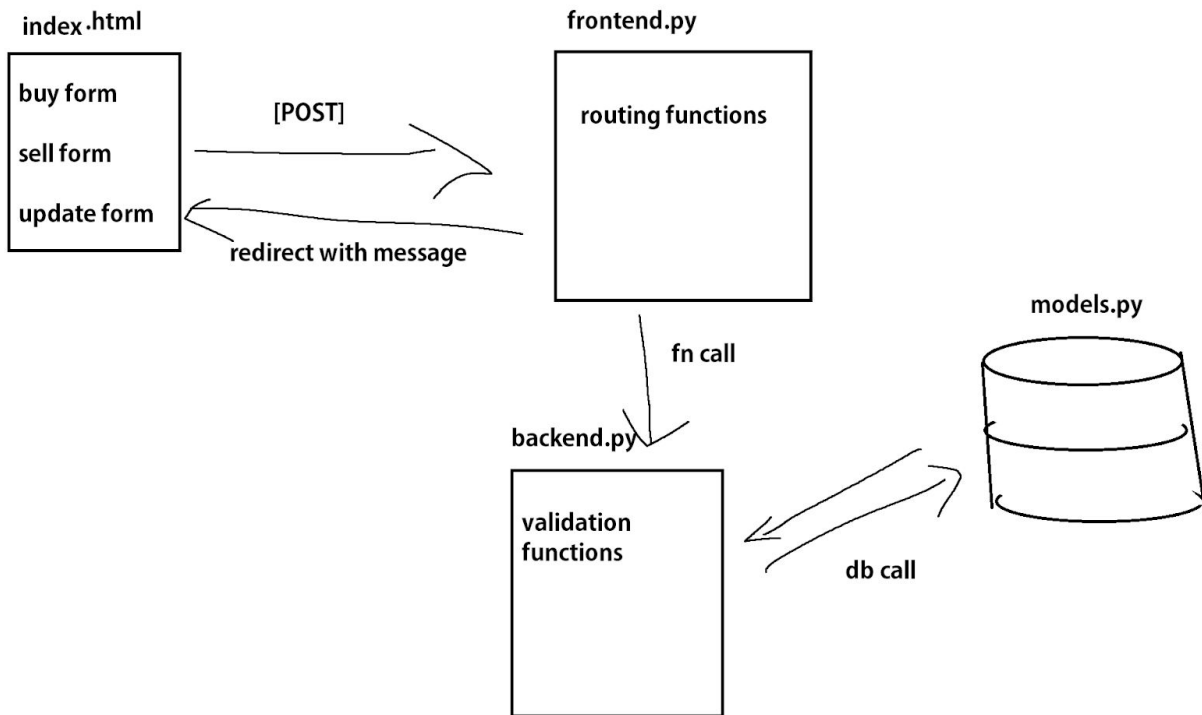 index.html
buy form
sell form
update form
[POST]
redirect with message
frontend.py
routing functions
fn call
backend.py
validation
functions
db call
models.py